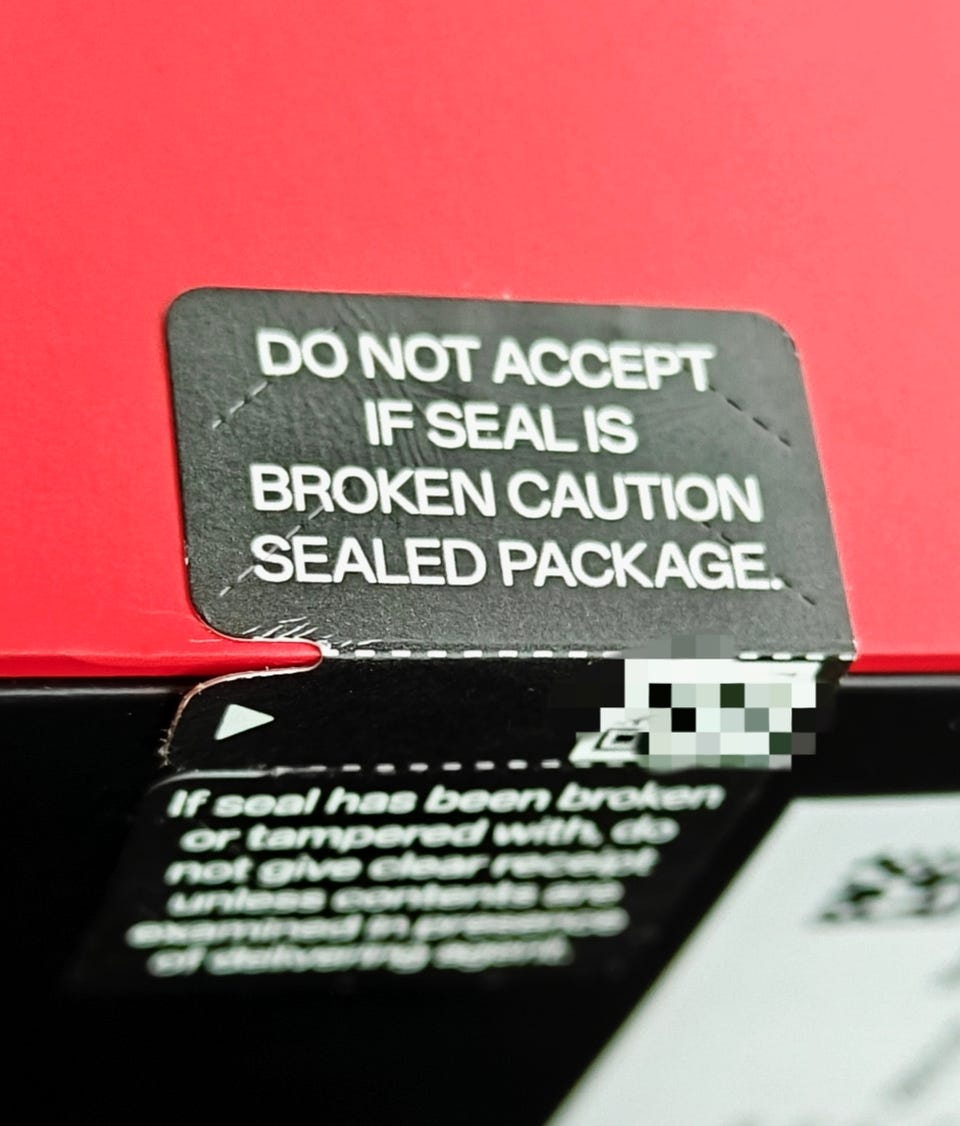 DO NOT ACCEPT
IF SEAL IS
BROKEN CAUTION
SEALED PACKAGE.
If seal has been broken
or tampered with, do
not give clear receipt
unless contents are
examined in presence
of delivering agent.